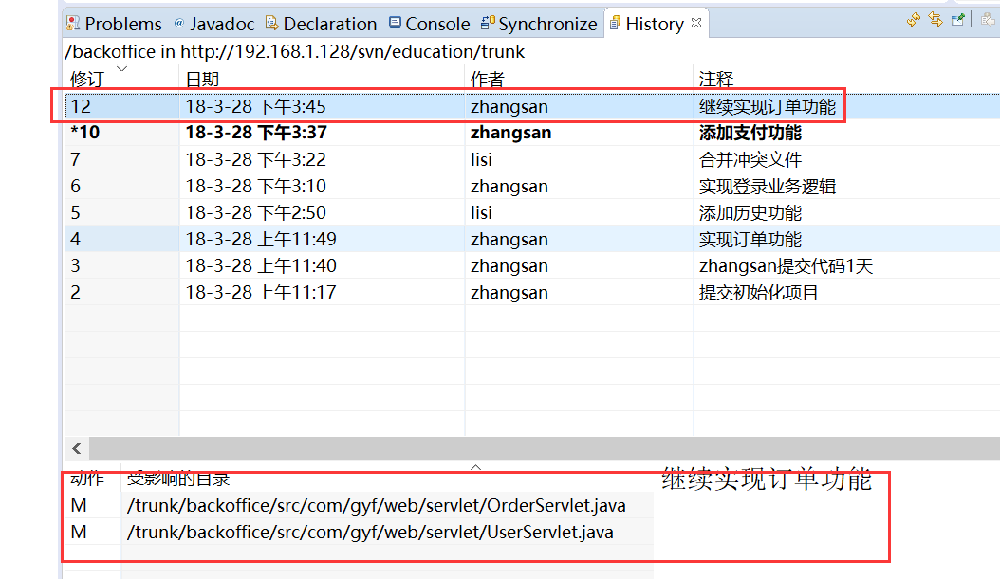 Problems @ Javadoc Declaration Console Synchronize History
/backoffice in http://192.168.1.128/svn/education/trunk
修订 日期 作者 注释
12 18-3-28 下午3:45 zhangsan 继续实现订单功能
*10 18-3-28 下午3:37 zhangsan 添加支付功能
7 18-3-28 下午3:22 lisi 合并冲突文件
6 18-3-28 下午3:10 zhangsan 实现登录业务逻辑
5 18-3-28 下午2:50 lisi 添加历史功能
4 18-3-28 上午11:49 zhangsan 实现订单功能
3 18-3-28 上午11:40 zhangsan zhangsan提交代码1天
2 18-3-28 上午11:17 zhangsan 提交初始化项目
动作 受影响的目录 继续实现订单功能
M /trunk/backoffice/src/com/gyf/web/servlet/OrderServlet.java
M /trunk/backoffice/src/com/gyf/web/servlet/UserServlet.java